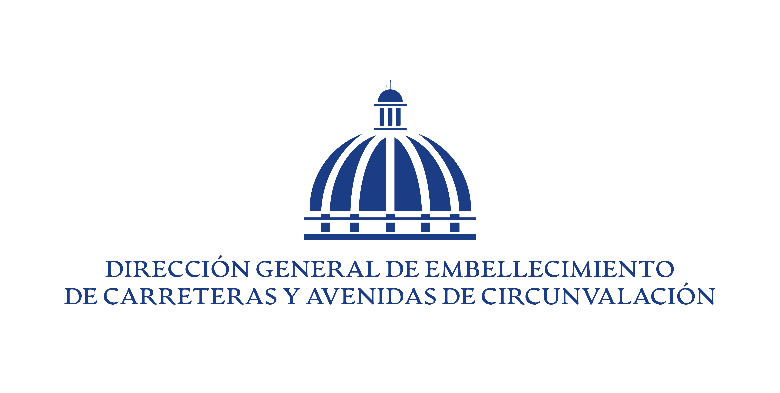 DIRECCIÓN GENERAL DE EMBELLECIMIENTO
DE CARRETERAS Y AVENIDAS DE CIRCUNVALACIÓN